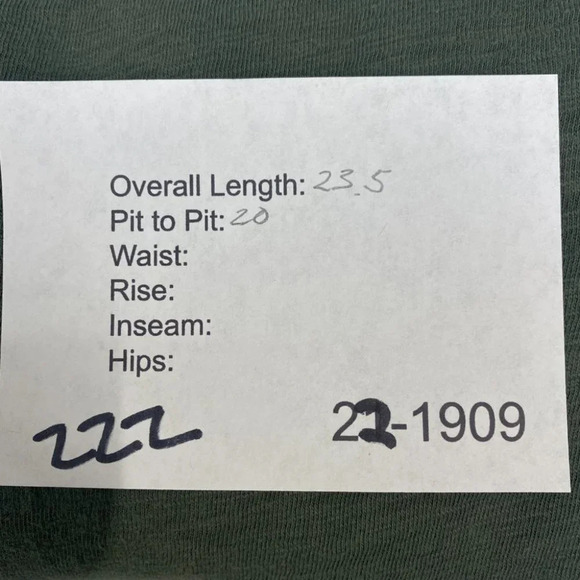 Overall Length: 23.5
Pit to Pit: 20
Waist:
Rise:
Inseam:
Hips:
222 22-1909